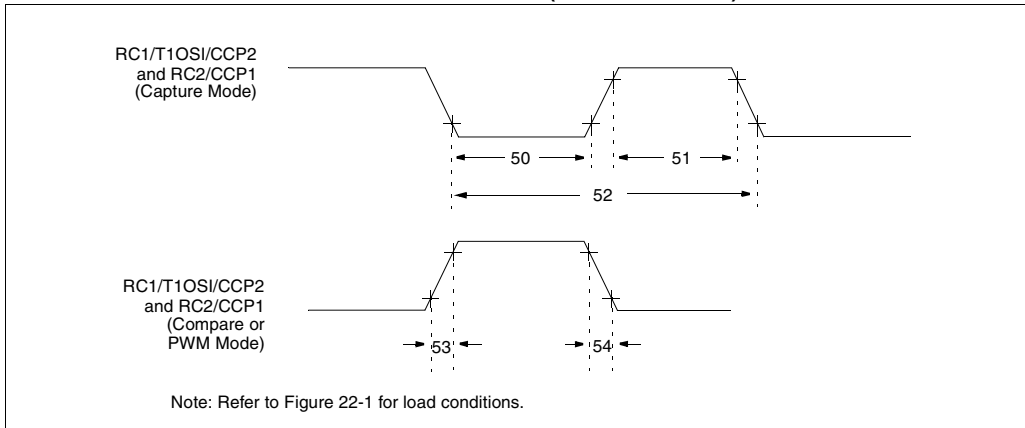 RC1/T1OSI/CCP2
and RC2/CCP1
(Capture Mode)
50
51
52
RC1/T1OSI/CCP2
and RC2/CCP1
(Compare or
PWM Mode)
53
54
Note: Refer to Figure 22-1 for load conditions.